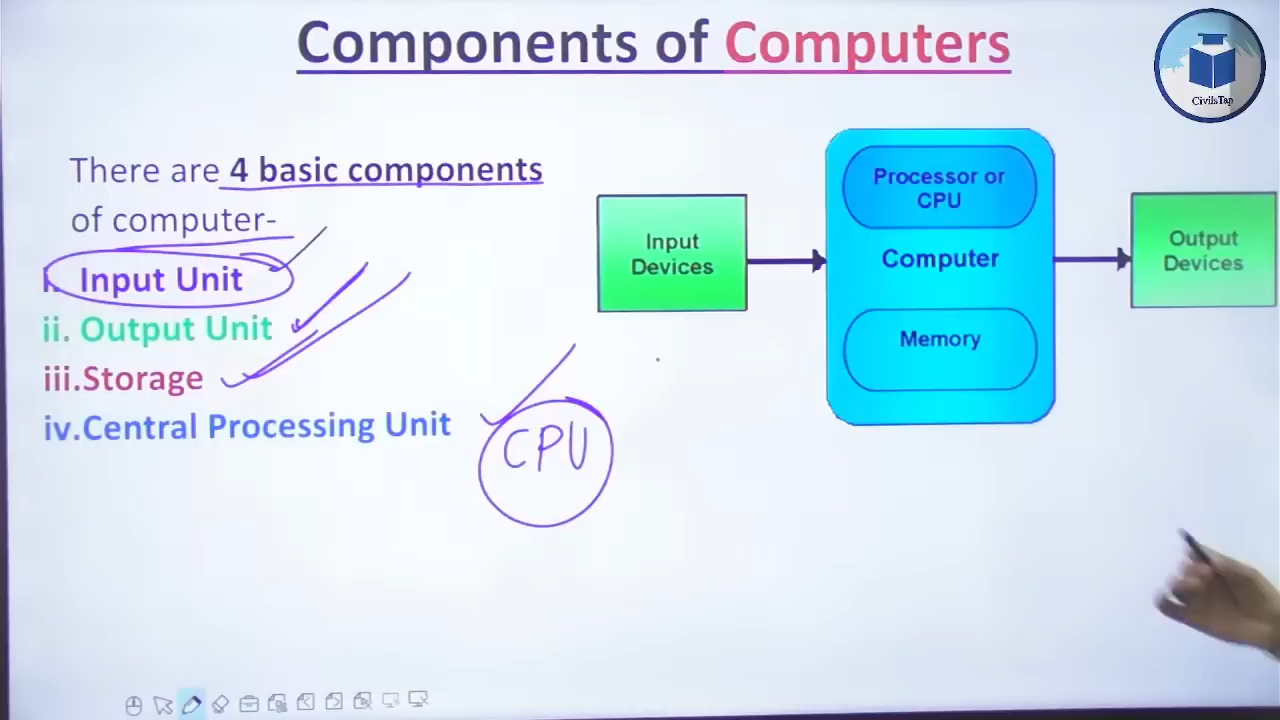 Components of Computers
CivilsTap
There are 4 basic components
of computer-
i. Input Unit
ii. Output Unit
iii.Storage
iv.Central Processing Unit
CPU
Input
Devices
Processor or
CPU
Computer
Memory
Output
Devices